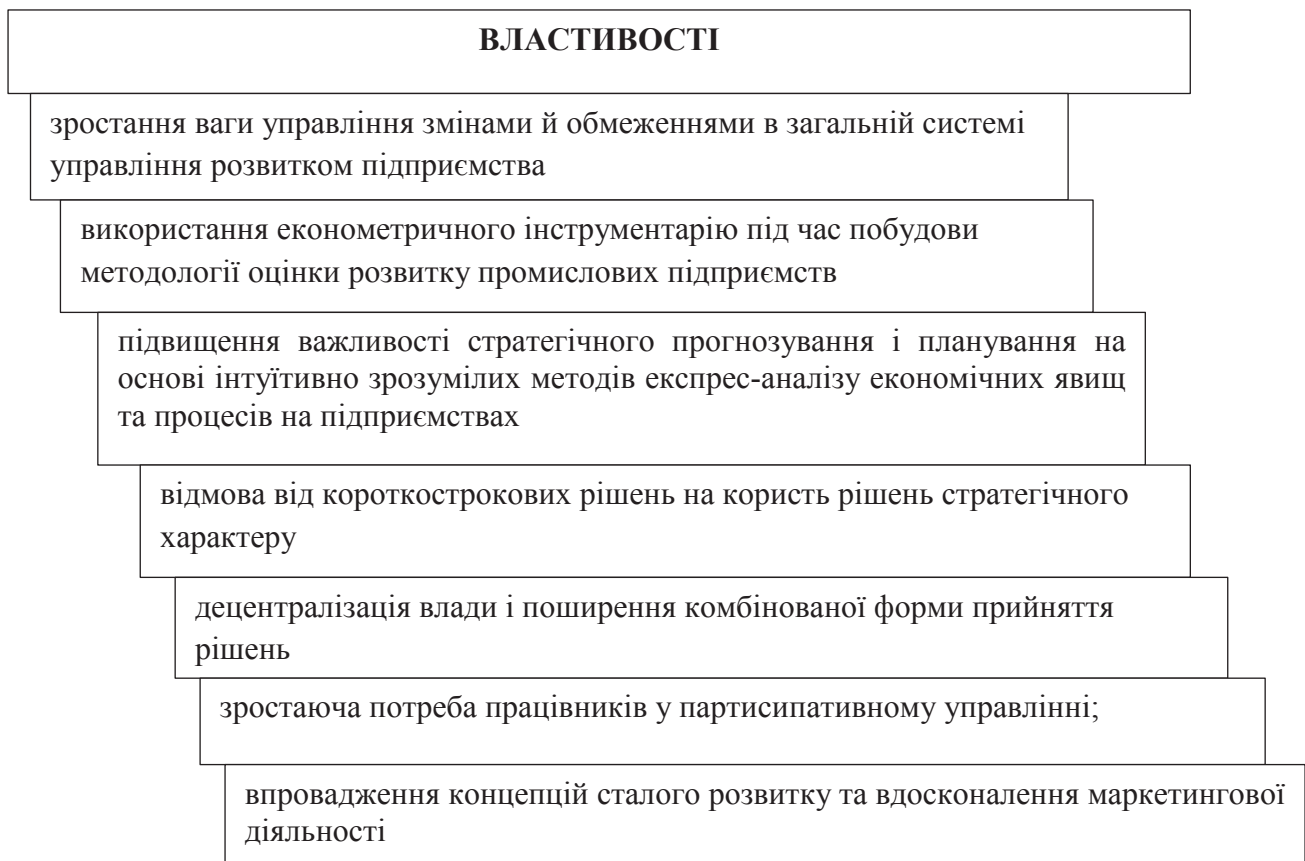 ВЛАСТИВОСТІ
зростання ваги управління змінами й обмеженнями в загальній системі
управління розвитком підприємства
використання економетричного інструментарію під час побудови
методології оцінки розвитку промислових підприємств
підвищення важливості стратегічного прогнозування і планування на
основі інтуїтивно зрозумілих методів експрес-аналізу економічних явищ
та процесів на підприємствах
відмова від короткострокових рішень на користь рішень стратегічного
характеру
децентралізація влади і поширення комбінованої форми прийняття
рішень
зростаюча потреба працівників у партисипативному управлінні;
впровадження концепцій сталого розвитку та вдосконалення маркетингової
діяльності